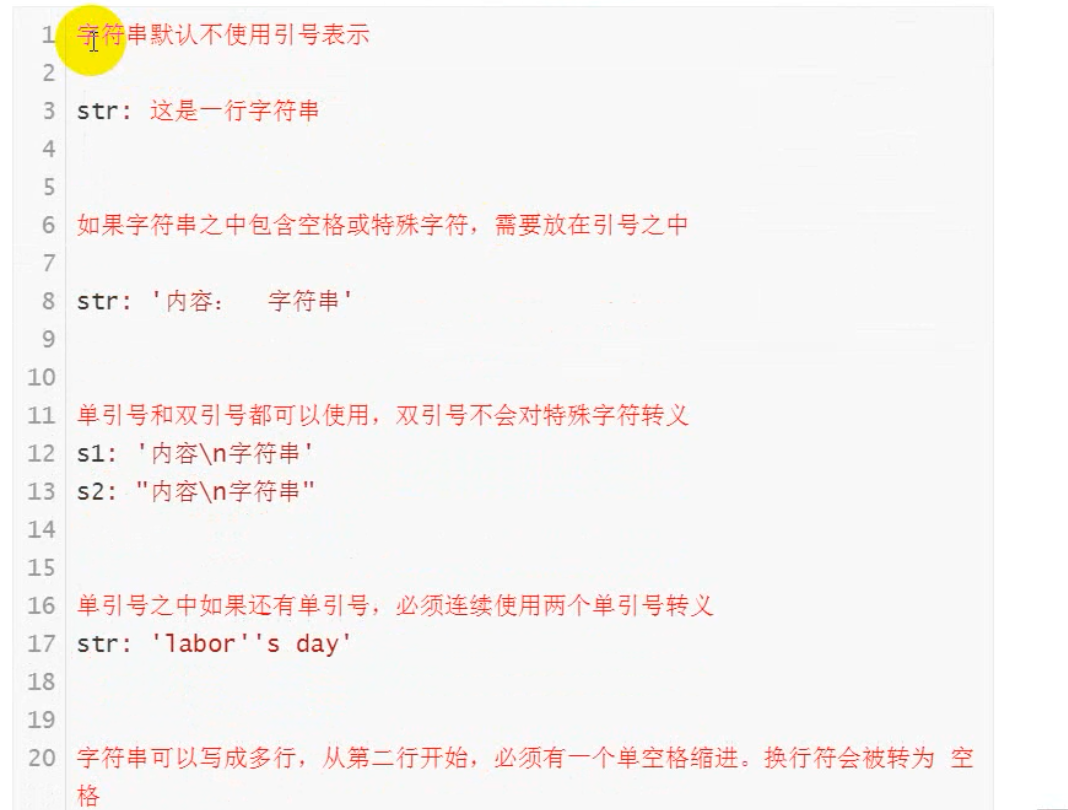 1 字符串默认不使用引号表示
2
3 str: 这是一行字符串
4
5
6 如果字符串之中包含空格或特殊字符，需要放在引号之中
7
8 str: '内容：  字符串'
9
10
11 单引号和双引号都可以使用，双引号不会对特殊字符转义
12 s1: '内容\n字符串'
13 s2: "内容\n字符串"
14
15
16 单引号之中如果还有单引号，必须连续使用两个单引号转义
17 str: 'labor''s day'
18
19
20 字符串可以写成多行，从第二行开始，必须有一个单空格缩进。换行符会被转为 空
格